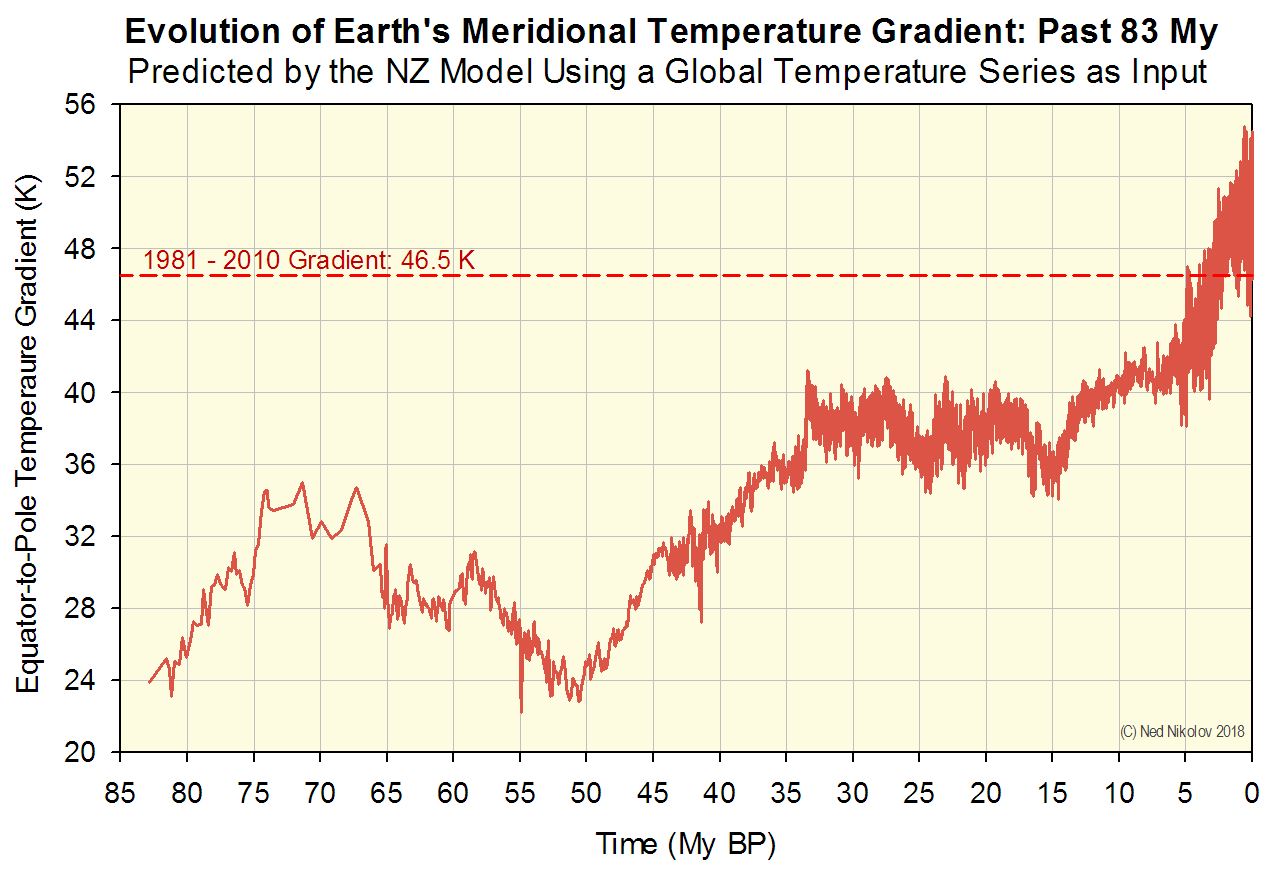 Evolution of Earth's Meridional Temperature Gradient: Past 83 My
Predicted by the NZ Model Using a Global Temperature Series as Input
Equator-to-Pole Temperaure Gradient (K)
56
52
48
44
40
36
32
28
24
20
1981 - 2010 Gradient: 46.5 K
(C) Ned Nikolov 2018
85 80 75 70 65 60 55 50 45 40 35 30 25 20 15 10 5 0
Time (My BP)